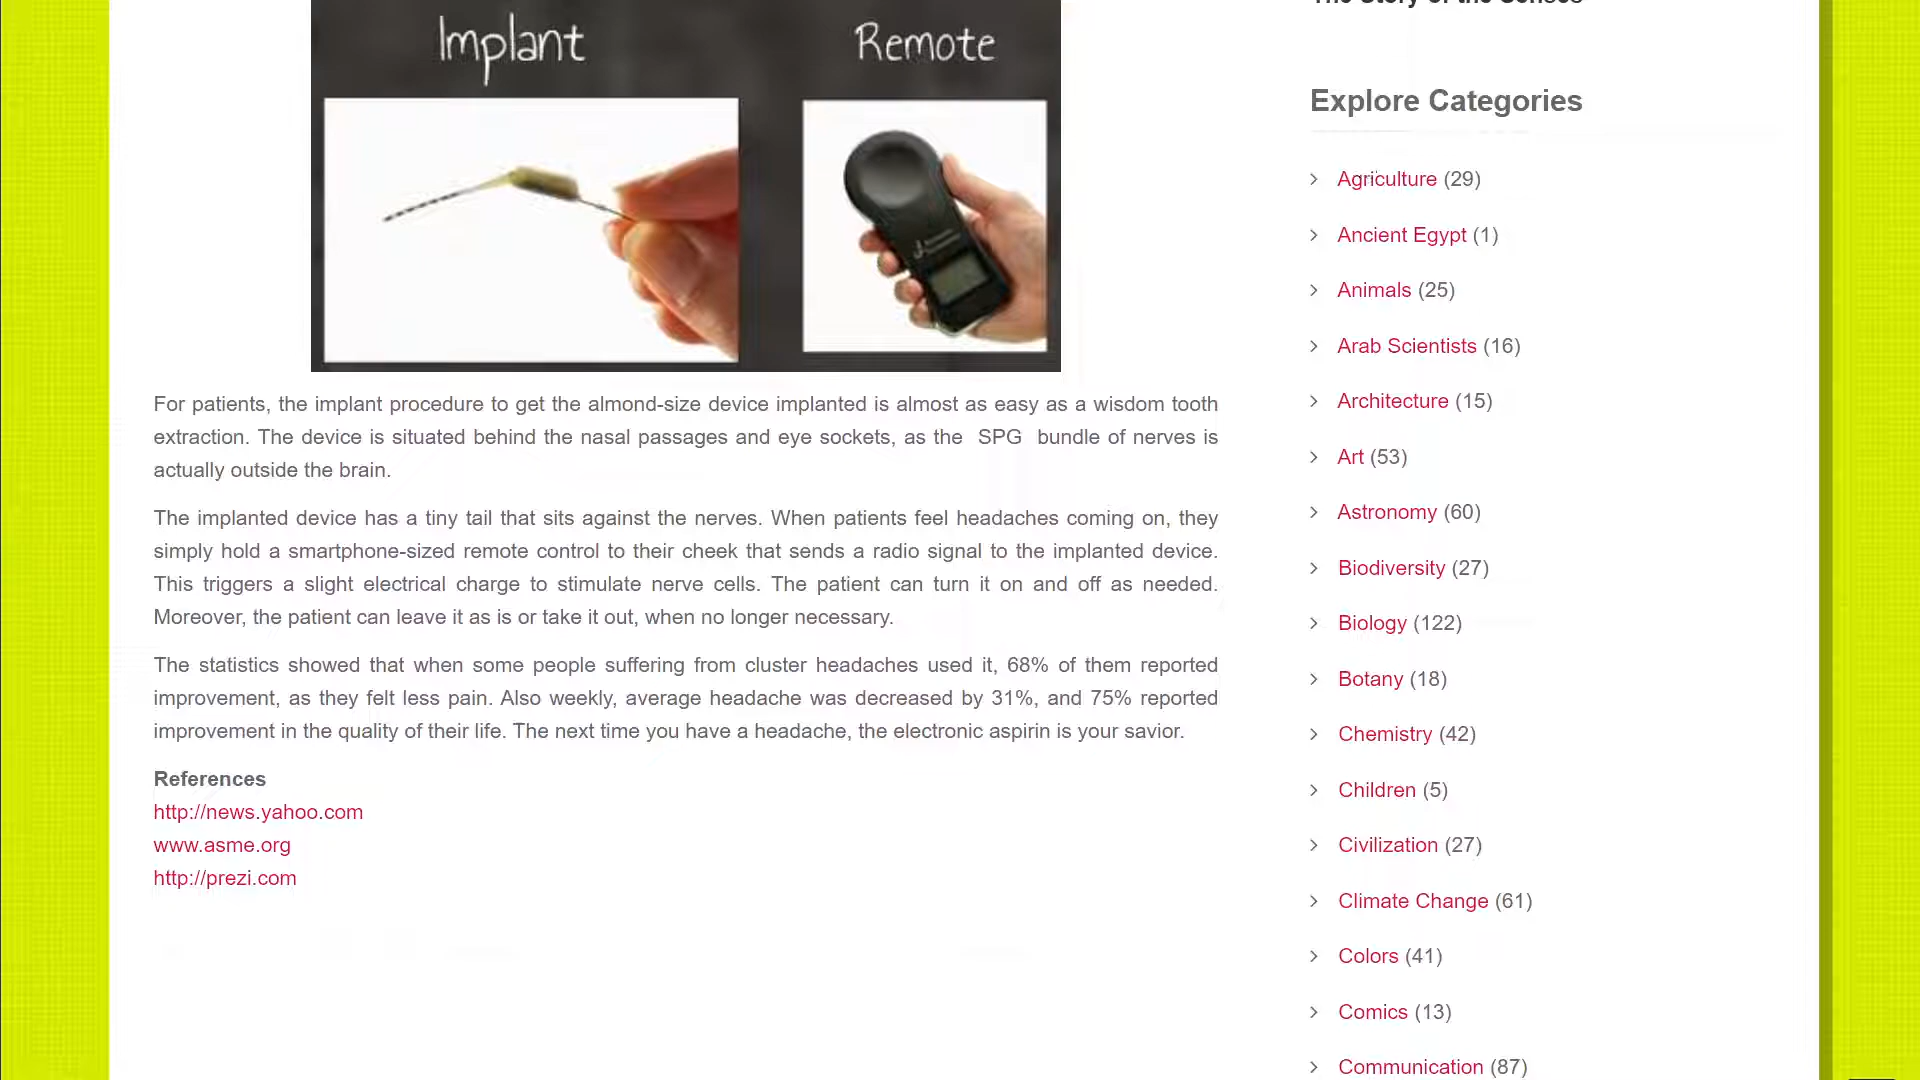 Implant
Remote
For patients, the implant procedure to get the almond-size device implanted is almost as easy as a wisdom tooth
extraction. The device is situated behind the nasal passages and eye sockets, as the SPG bundle of nerves is
actually outside the brain.
The implanted device has a tiny tail that sits against the nerves. When patients feel headaches coming on, they
simply hold a smartphone-sized remote control to their cheek that sends a radio signal to the implanted device.
This triggers a slight electrical charge to stimulate nerve cells. The patient can turn it on and off as needed.
Moreover, the patient can leave it as is or take it out, when no longer necessary.
The statistics showed that when some people suffering from cluster headaches used it, 68% of them reported
improvement, as they felt less pain. Also weekly, average headache was decreased by 31%, and 75% reported
improvement in the quality of their life. The next time you have a headache, the electronic aspirin is your savior.
References
http://news.yahoo.com
www.asme.org
http://prezi.com
The Story of the Senses
Explore Categories
Agriculture (29)
Ancient Egypt (1)
Animals (25)
Arab Scientists (16)
Architecture (15)
Art (53)
Astronomy (60)
Biodiversity (27)
Biology (122)
Botany (18)
Chemistry (42)
Children (5)
Civilization (27)
Climate Change (61)
Colors (41)
Comics (13)
Communication (87)